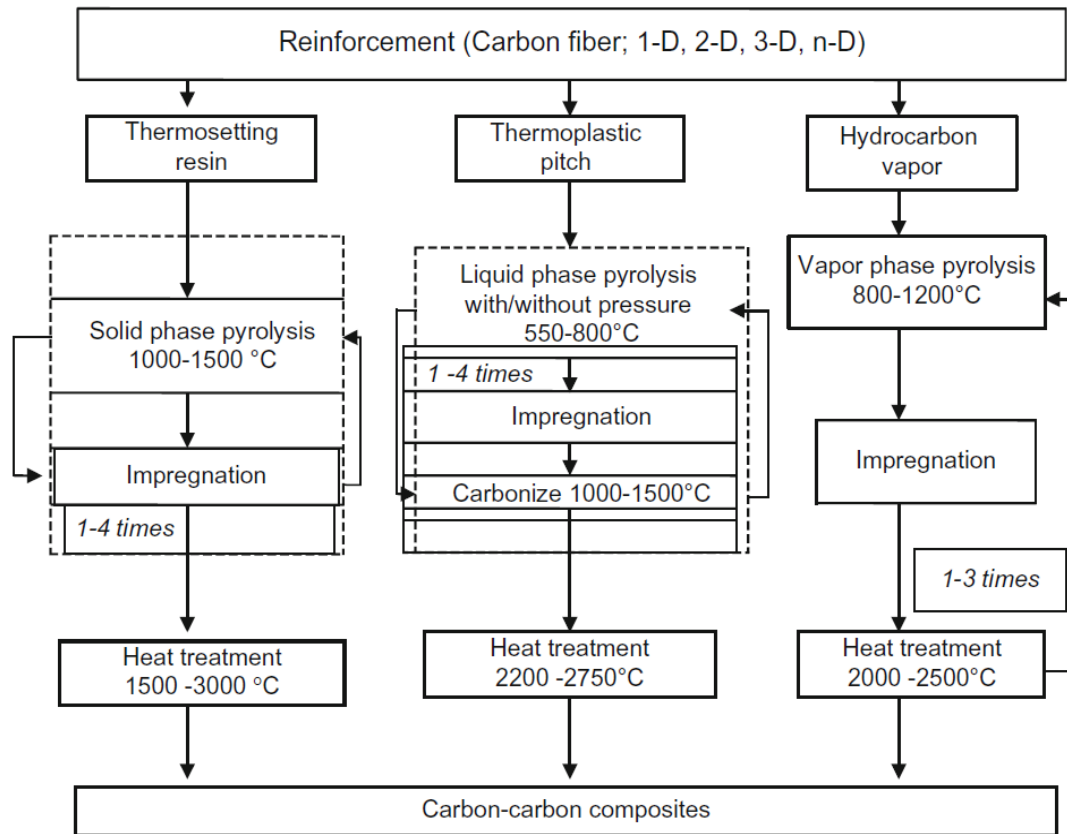 Reinforcement (Carbon fiber; 1-D, 2-D, 3-D, n-D)
Thermosetting
resin
Thermoplastic
pitch
Hydrocarbon
vapor
Solid phase pyrolysis
1000-1500 °C
Liquid phase pyrolysis
with/without pressure
550-800°C
Vapor phase pyrolysis
800-1200°C
1 -4 times
Impregnation
Impregnation
Carbonize 1000-1500°C
Impregnation
1-4 times
1-3 times
Heat treatment
1500 -3000 °C
Heat treatment
2200 -2750°C
Heat treatment
2000 -2500°C
Carbon-carbon composites